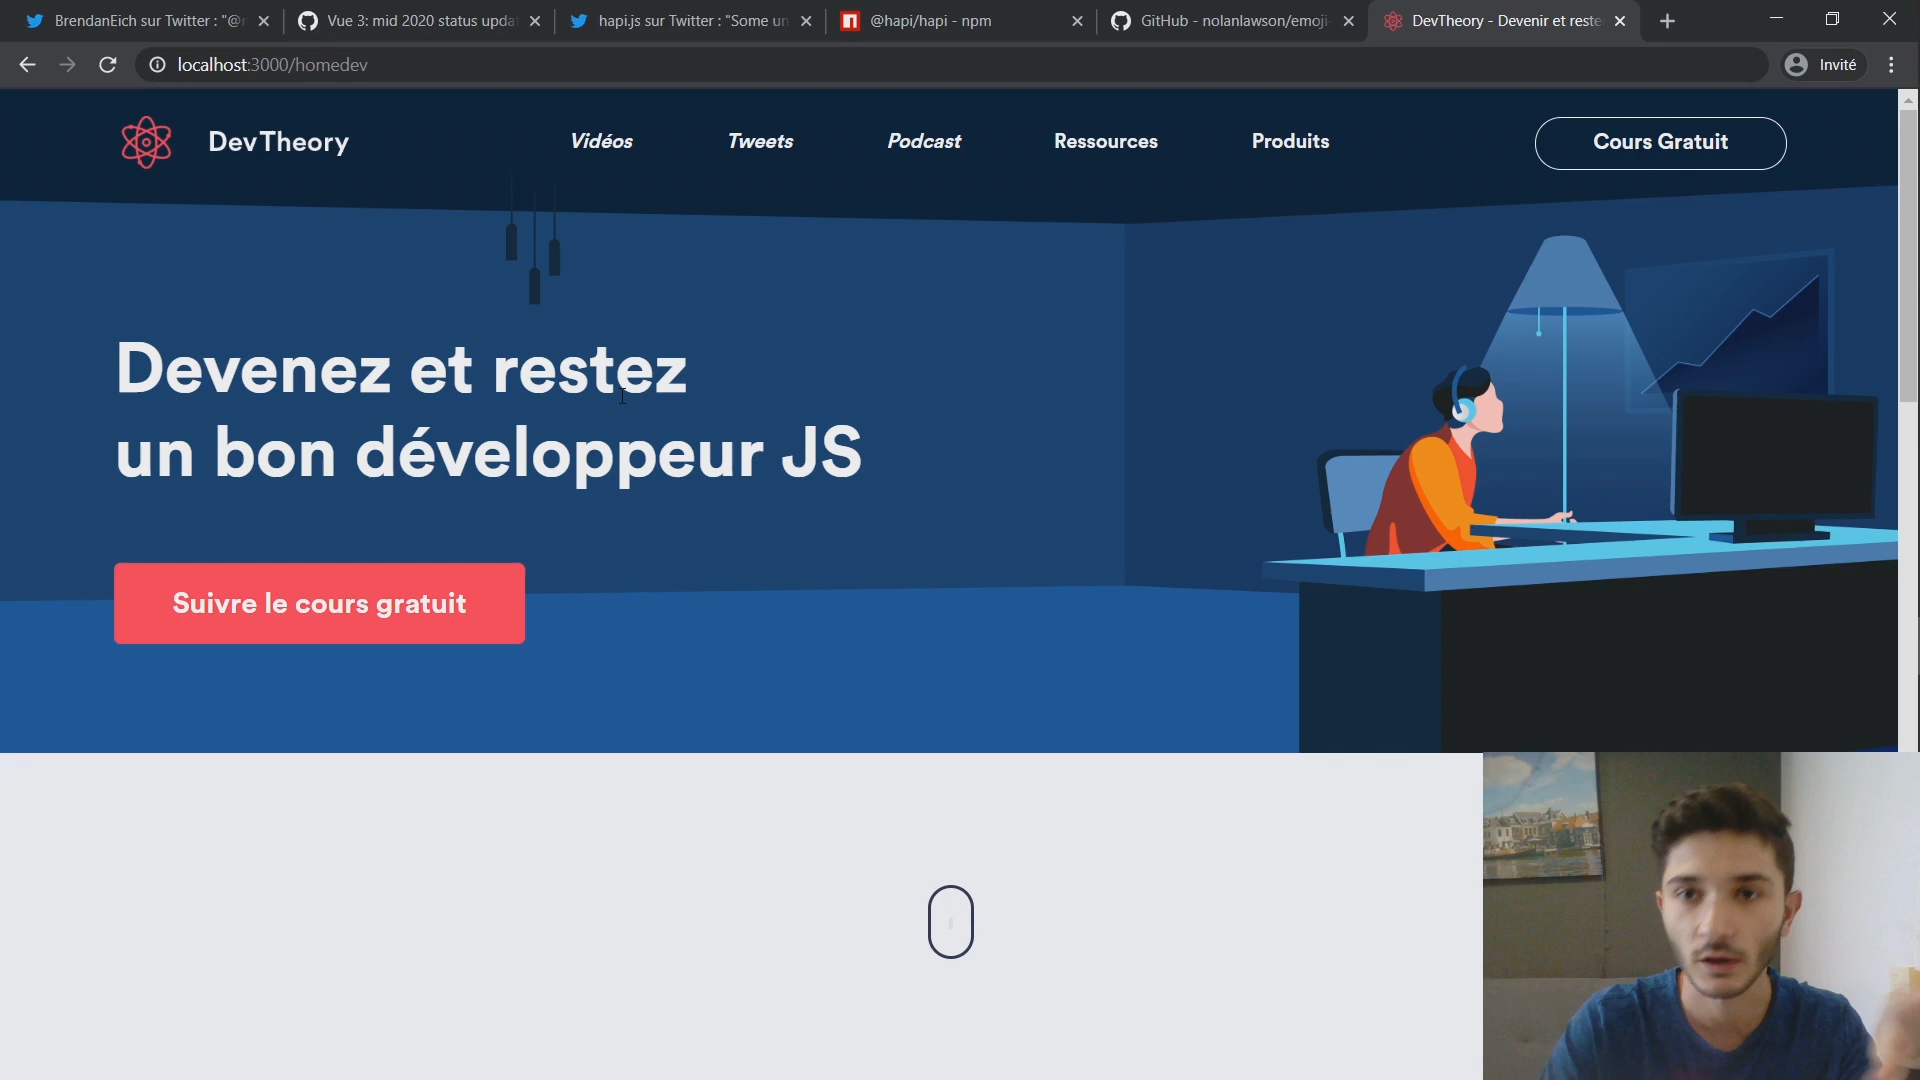 BrendanEich sur Twitter : "@
Vue 3: mid 2020 status upda
hapi.js sur Twitter : "Some un
@hapi/hapi - npm
GitHub - nolanlawson/emoji-
DevTheory - Devenir et reste
localhost:3000/homedev
Invité
DevTheory
Vidéos
Tweets
Podcast
Ressources
Produits
Cours Gratuit
Devenez et restez
un bon développeur JS
Suivre le cours gratuit